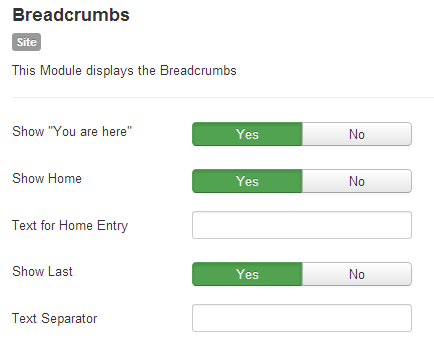 Breadcrumbs
Site
This Module displays the Breadcrumbs
Show "You are here" Yes No
Show Home Yes No
Text for Home Entry
Show Last Yes No
Text Separator